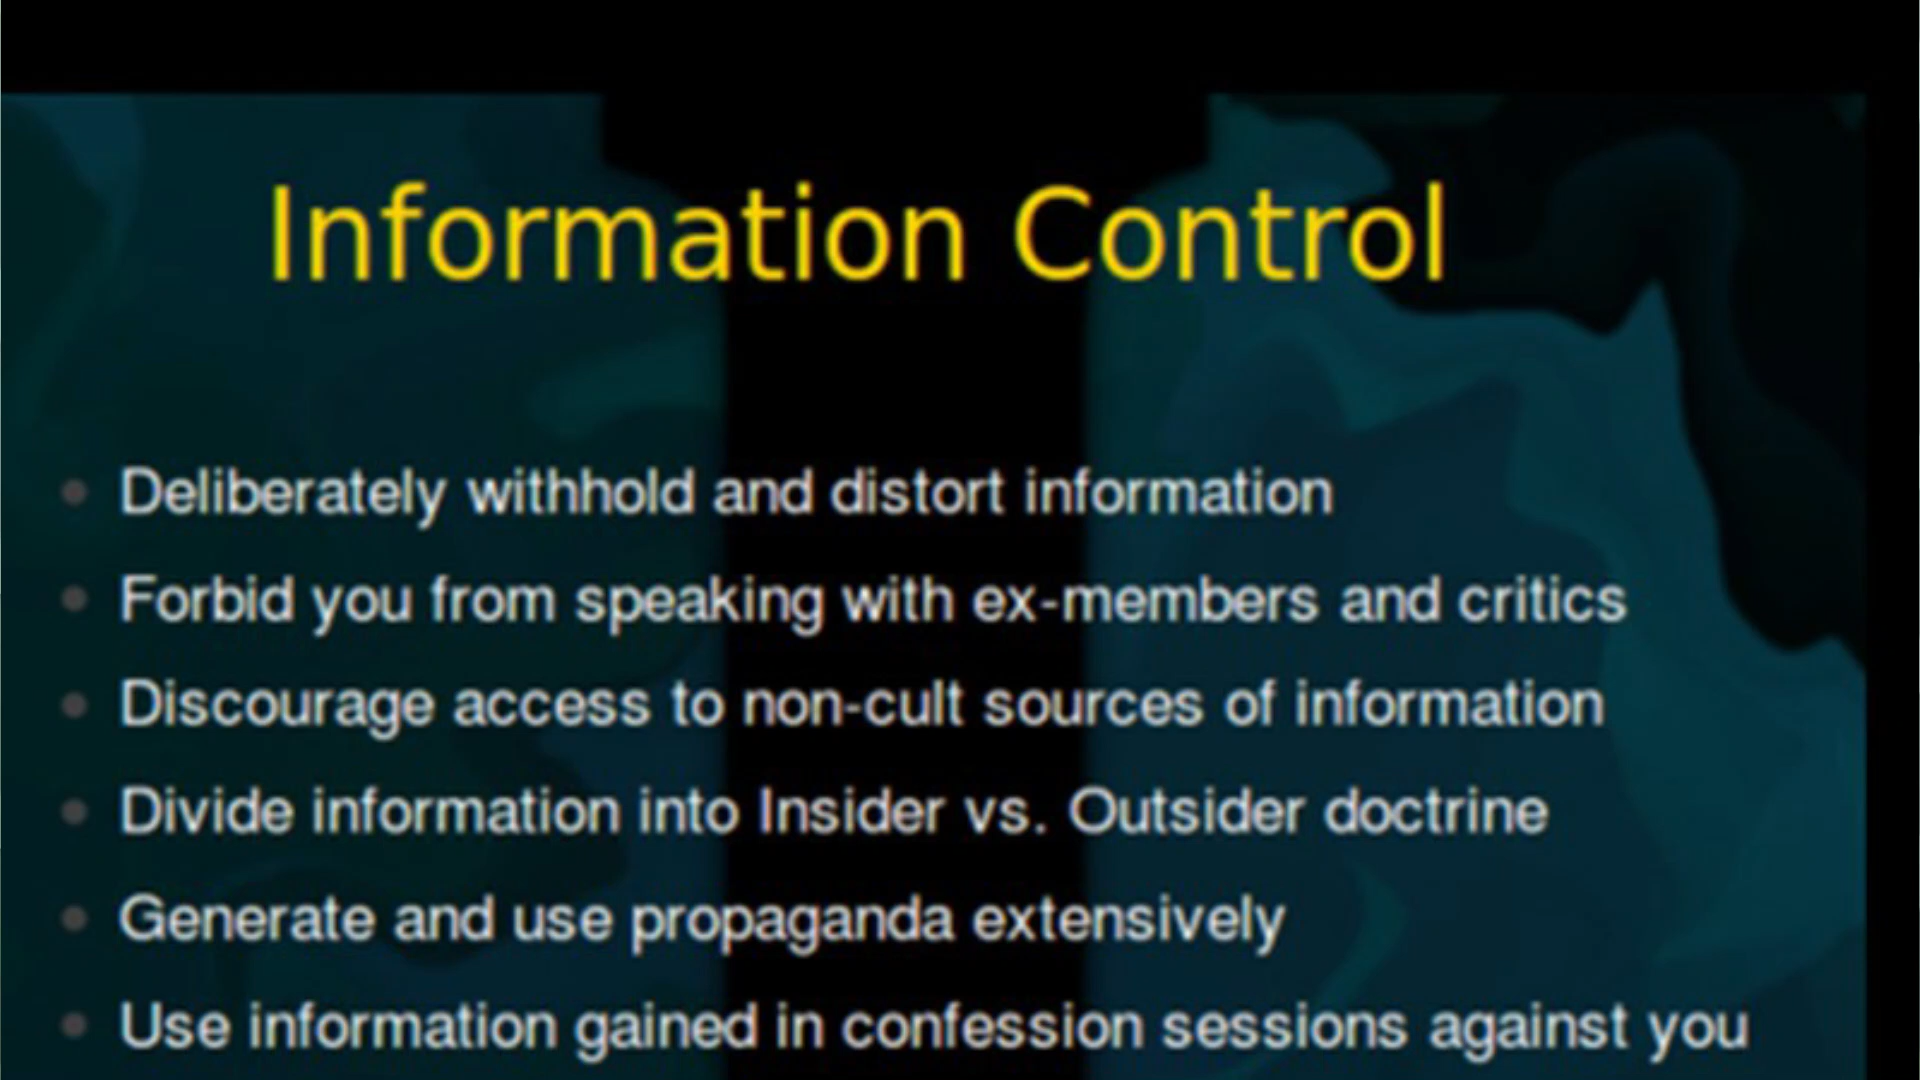 Information Control
Deliberately withhold and distort information
Forbid you from speaking with ex-members and critics
Discourage access to non-cult sources of information
Divide information into Insider vs. Outsider doctrine
Generate and use propaganda extensively
Use information gained in confession sessions against you